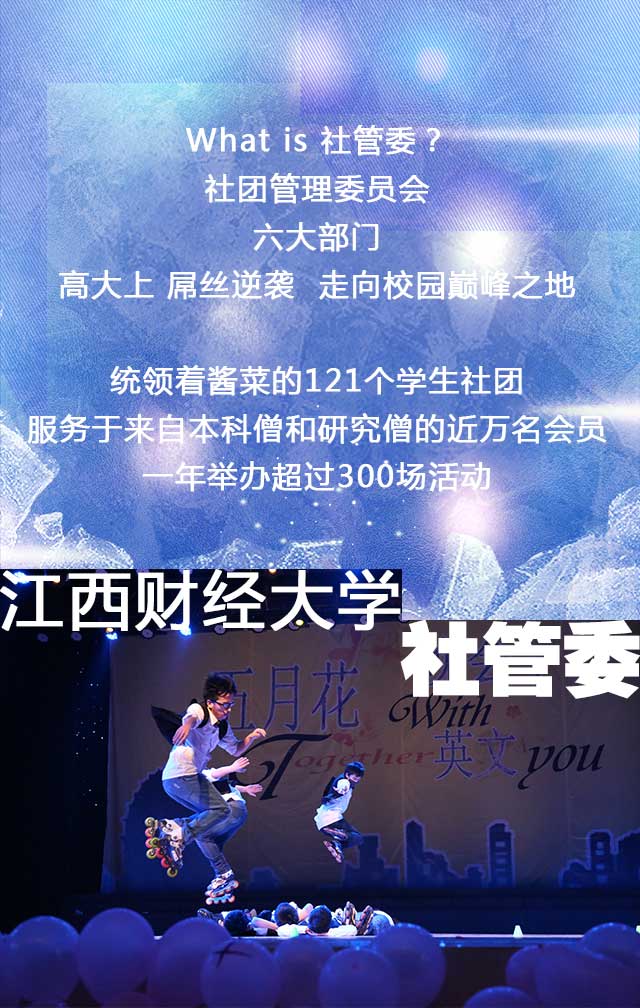 What is 社管委？
社团管理委员会
六大部门
高大上 屌丝逆袭 走向校园巅峰之地
统领着酱菜的121个学生社团
服务于来自本科僧和研究僧的近万名会员
一年举办超过300场活动
江西财经大学
社管委
五月花
With
Together 英文 you